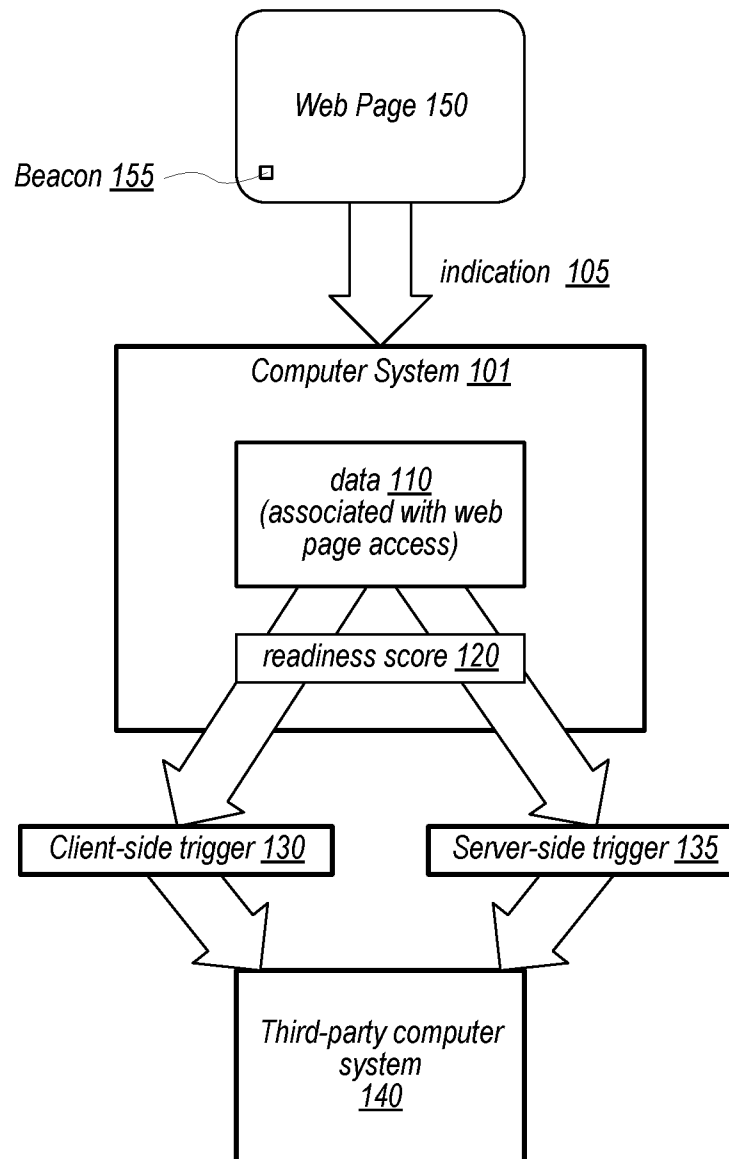 Web Page 150
Beacon 155
indication 105
Computer System 101
data 110
(associated with web
page access)
readiness score 120
Client-side trigger 130
Server-side trigger 135
Third-party computer
system
140